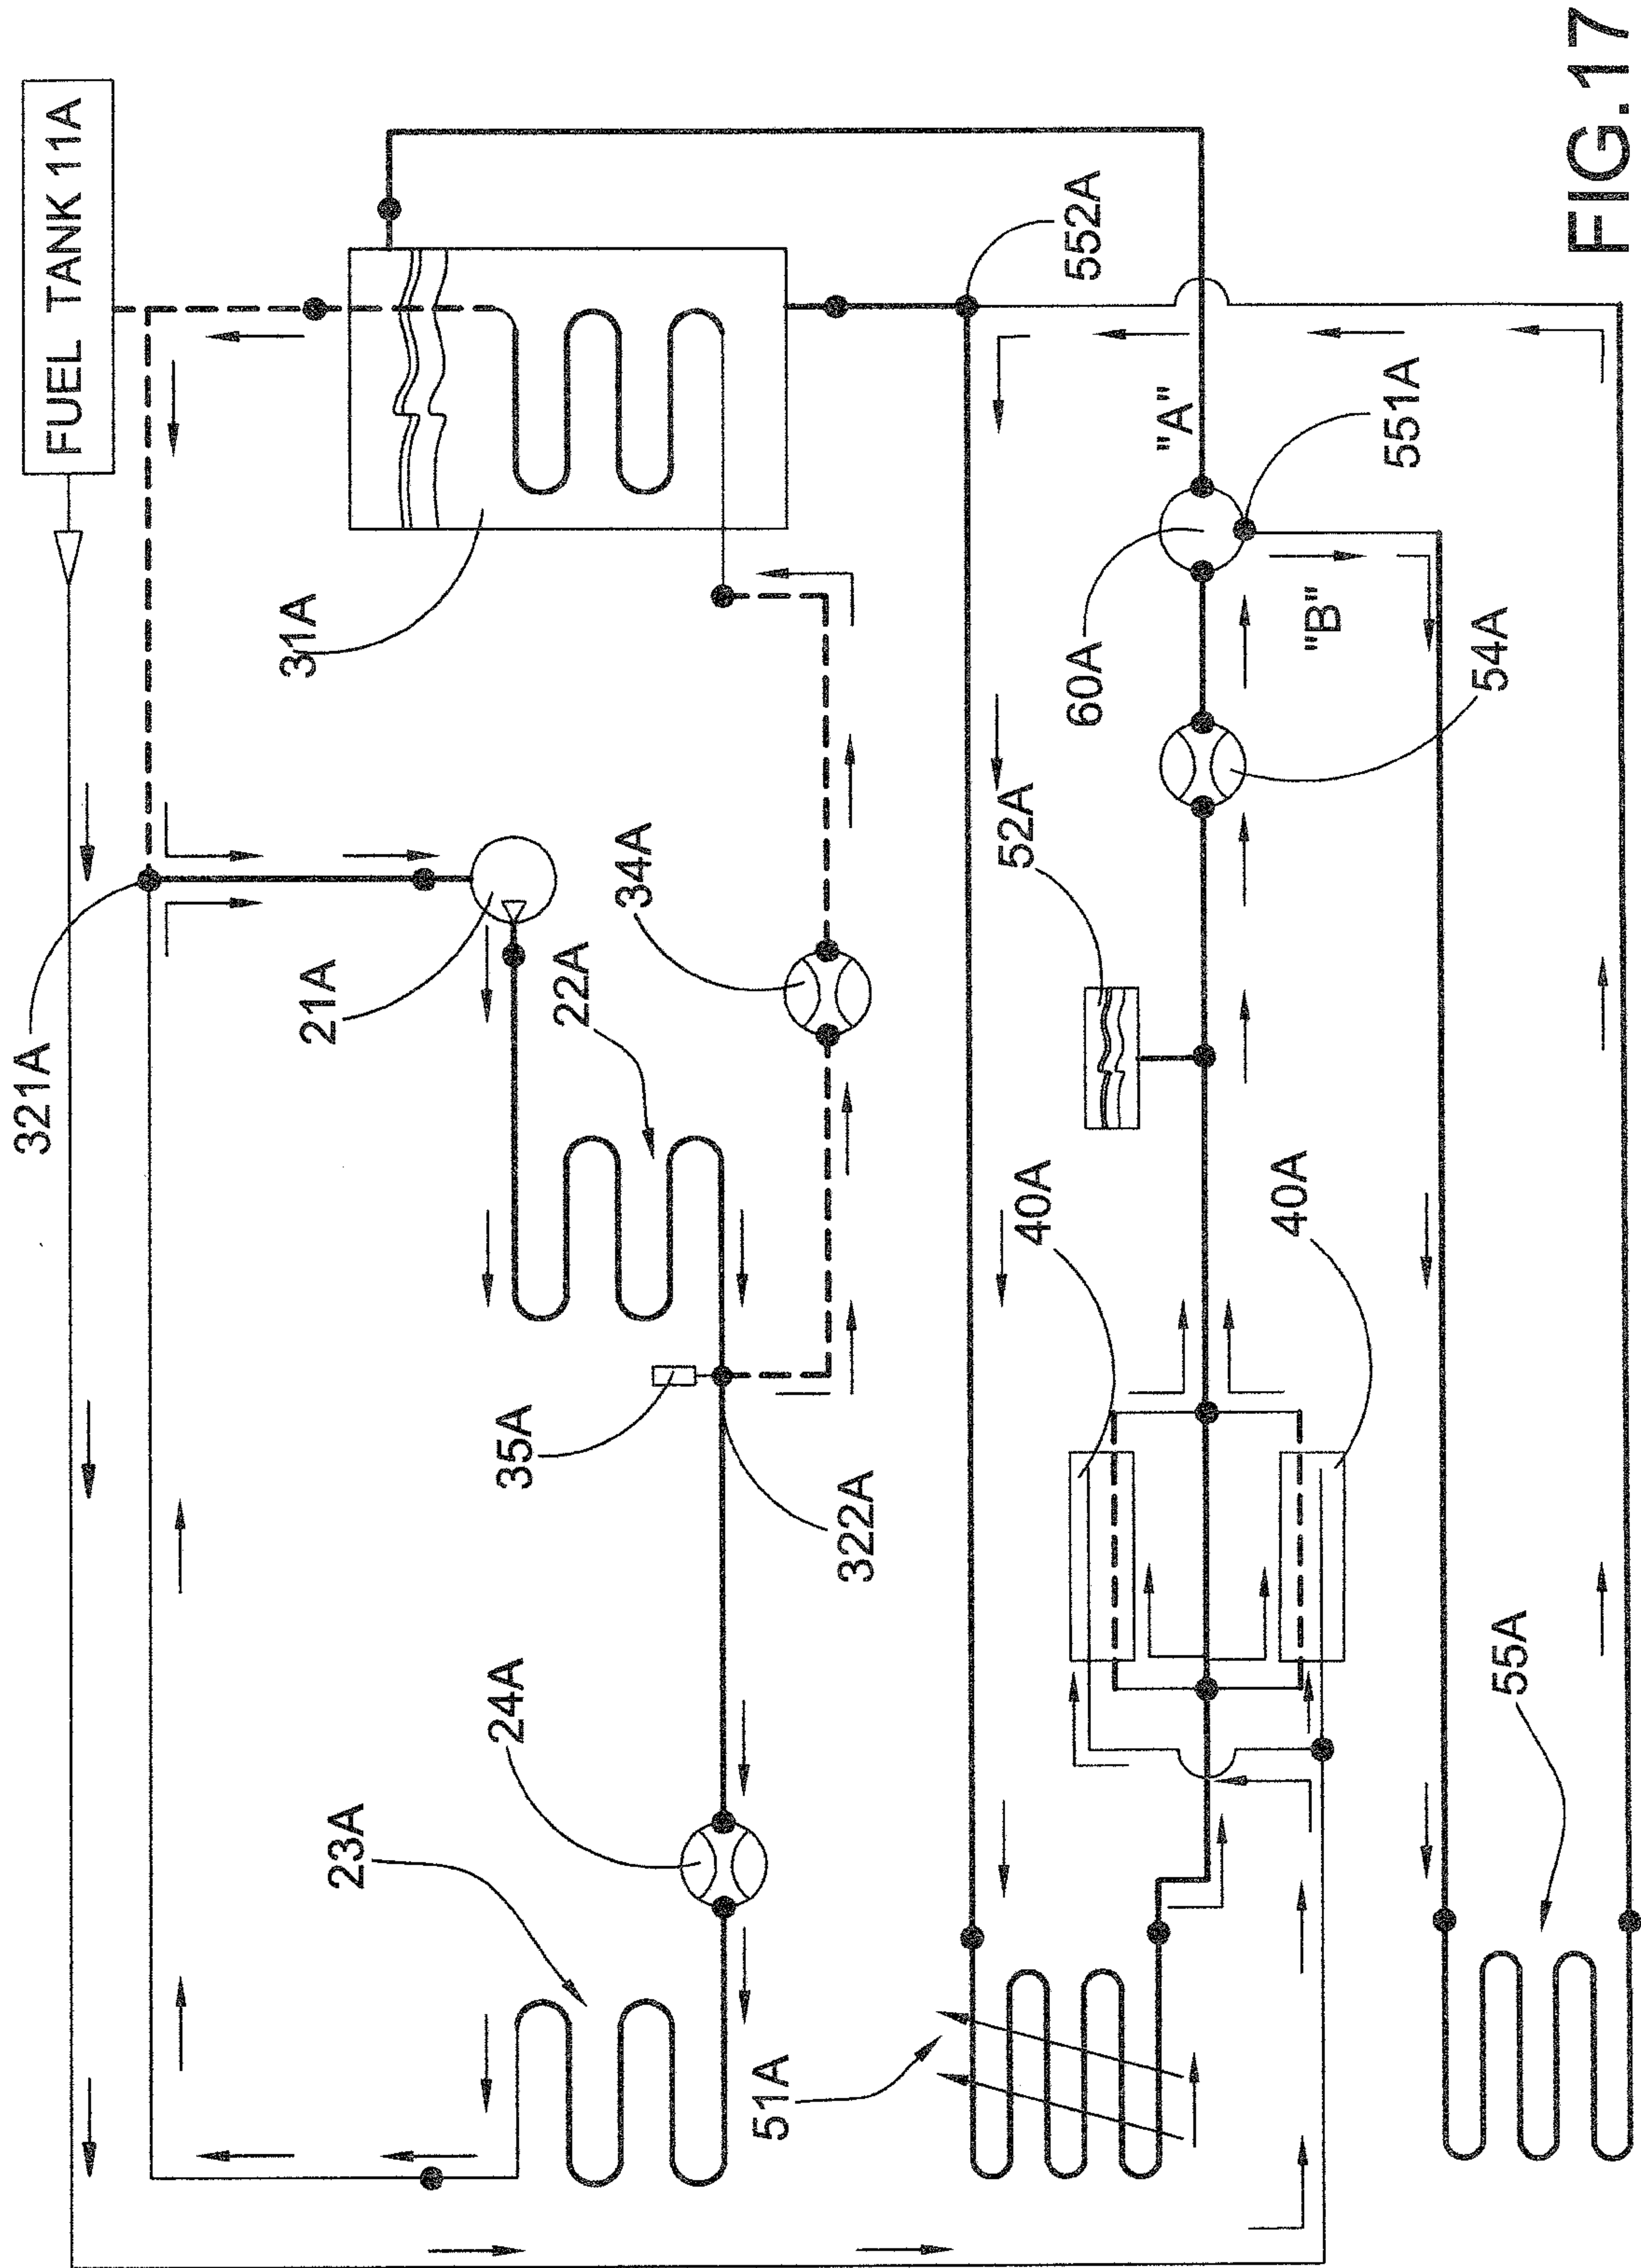 FUEL TANK 11A
321A
31A
21A
22A
34A
35A
322A
24A
23A
552A
"A"
551A
60A
"B"
54A
52A
40A
40A
51A
55A
FIG.17